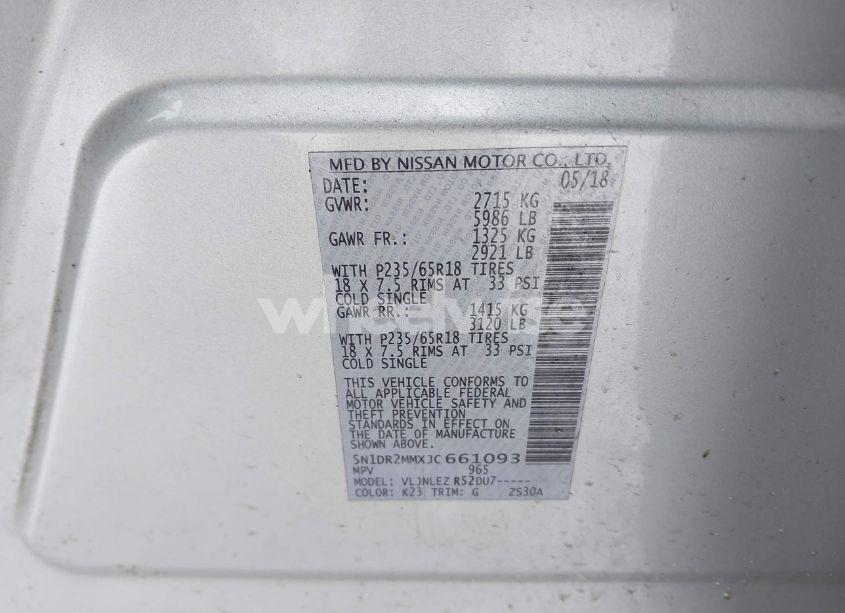 MFD BY NISSAN MOTOR CO., LTD.
DATE: 05/18
GVWR: 2715 KG
5986 LB
GAWR FR.: 1325 KG
2921 LB
WITH P235/65R18 TIRES
18 X 7.5 RIMS AT 33 PSI
COLD SINGLE
GAWR RR.: 1415 KG
3120 LB
WITH P235/65R18 TIRES
18 X 7.5 RIMS AT 33 PSI
COLD SINGLE
THIS VEHICLE CONFORMS TO
ALL APPLICABLE FEDERAL
MOTOR VEHICLE SAFETY AND
THEFT PREVENTION
STANDARDS IN EFFECT ON
THE DATE OF MANUFACTURE
SHOWN ABOVE.
5N1DR2MMXJC661093
MPV 965
MODEL: VLJNLEZ R52DU7-----
COLOR: K23 TRIM: G ZS30A